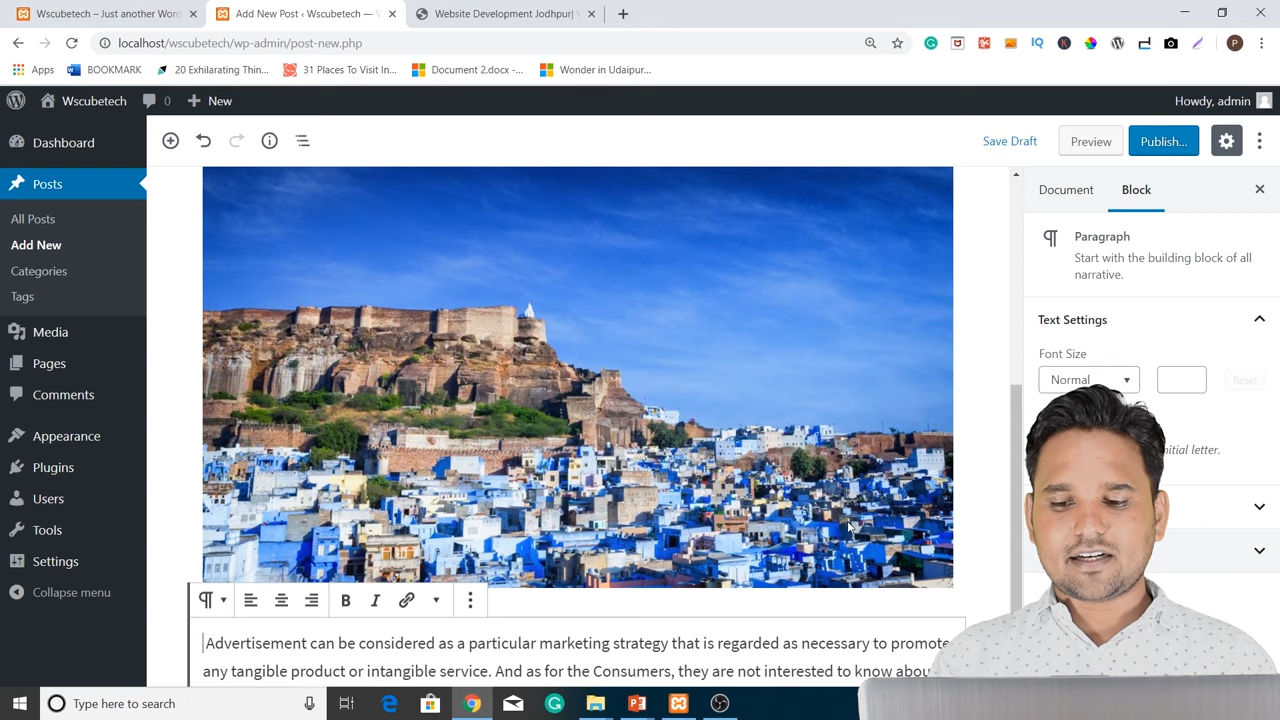 Wscubetech – Just another Word
Add New Post ‹ Wscubetech — W
Website Development Jodhpur| W
localhost/wscubetech/wp-admin/post-new.php
Apps
BOOKMARK
20 Exhilarating Thin...
31 Places To Visit In...
Document 2.docx -...
Wonder in Udaipur...
Wscubetech
0
New
Howdy, admin
Dashboard
Posts
All Posts
Add New
Categories
Tags
Media
Pages
Comments
Appearance
Plugins
Users
Tools
Settings
Collapse menu
Save Draft
Preview
Publish...
Document
Block
Paragraph
Start with the building block of all
narrative.
Text Settings
Font Size
Normal
Reset
initial letter.
B I
Advertisement can be considered as a particular marketing strategy that is regarded as necessary to promote
any tangible product or intangible service. And as for the Consumers, they are not interested to know about
Type here to search